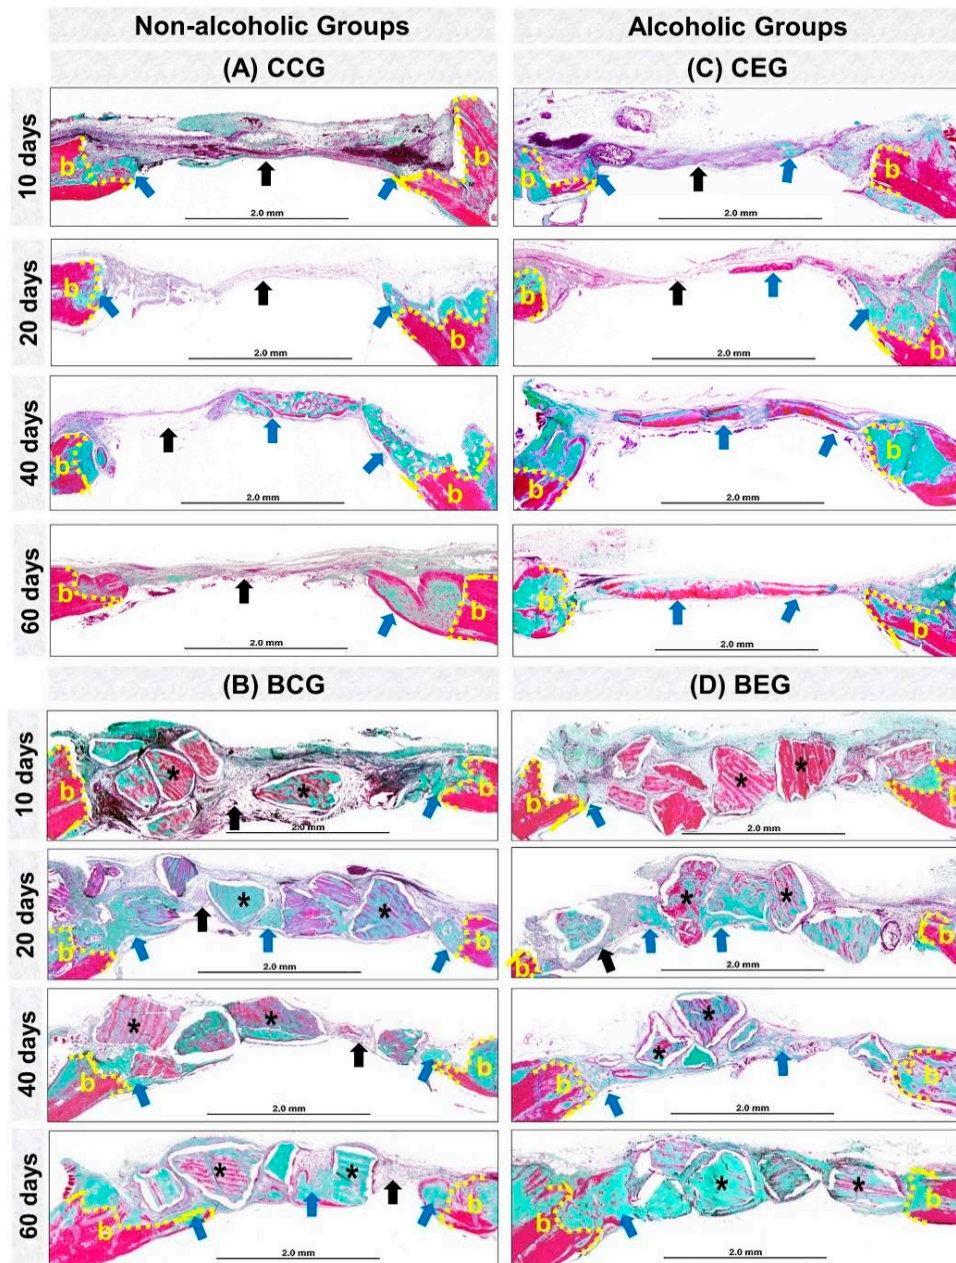 Non-alcoholic Groups
Alcoholic Groups
(A) CCG
(C) CEG
10 days
b
b
2.0 mm
b
b
2.0 mm
20 days
b
b
2.0 mm
b
b
2.0 mm
40 days
b
b
2.0 mm
b
b
2.0 mm
60 days
b
b
2.0 mm
b
b
2.0 mm
(B) BCG
(D) BEG
10 days
b
*
*
b
2.0 mm
b
*
*
b
2.0 mm
20 days
b
*
*
b
2.0 mm
b
*
*
b
2.0 mm
40 days
b
*
*
b
2.0 mm
b
*
*
b
2.0 mm
60 days
b
*
*
b
2.0 mm
b
*
*
b
2.0 mm